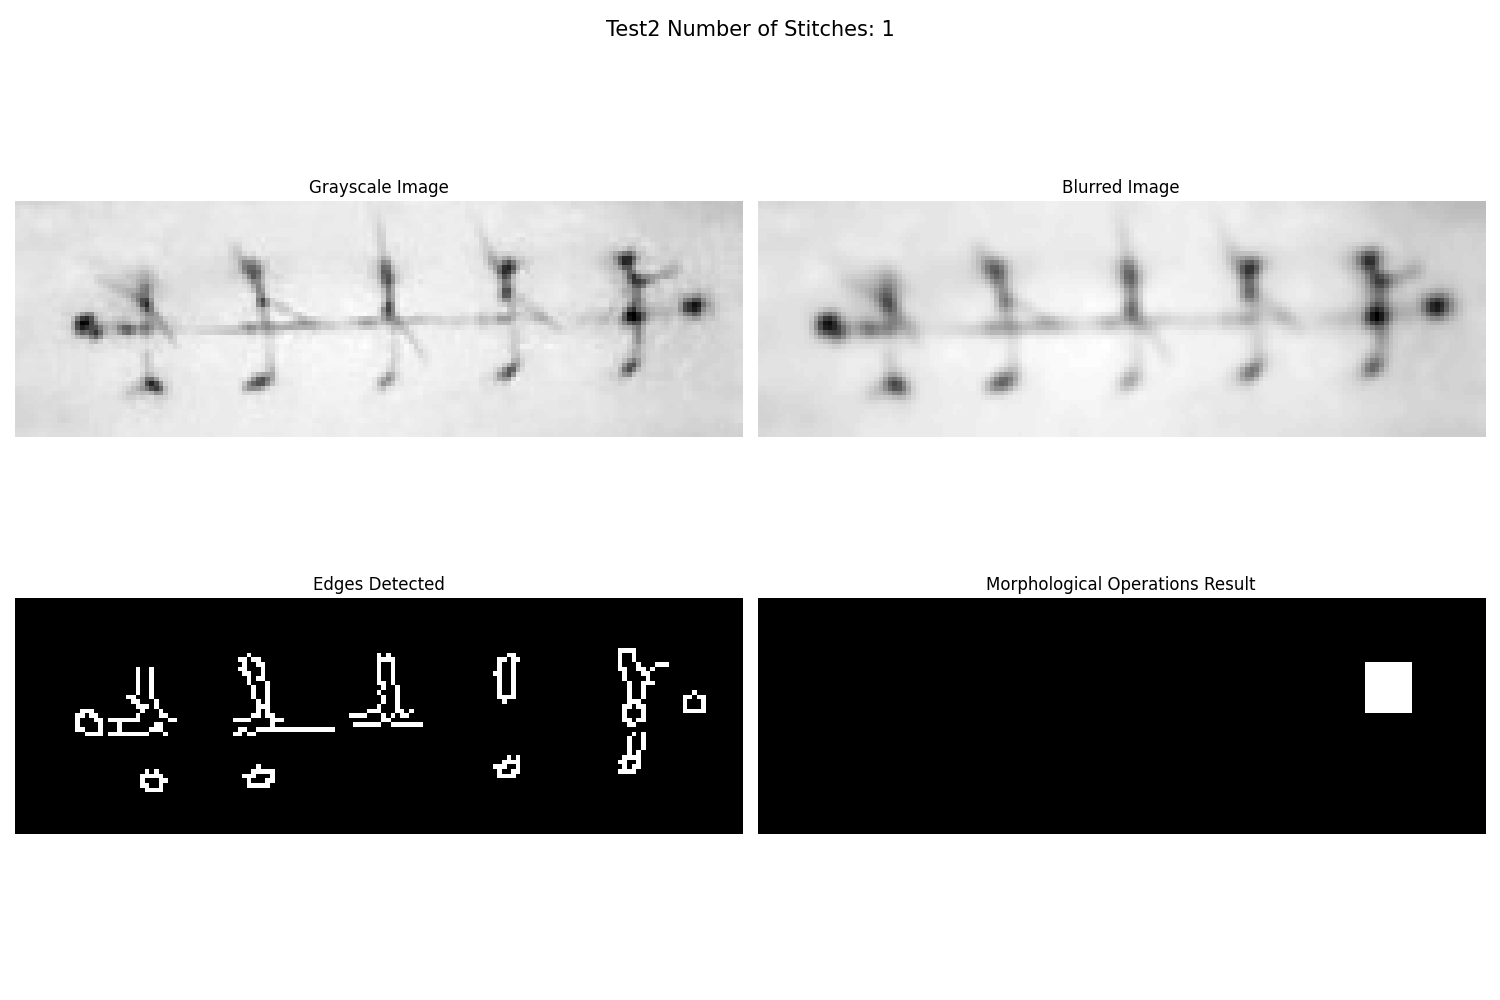 Test2 Number of Stitches: 1
Grayscale Image
Blurred Image
Edges Detected
Morphological Operations Result